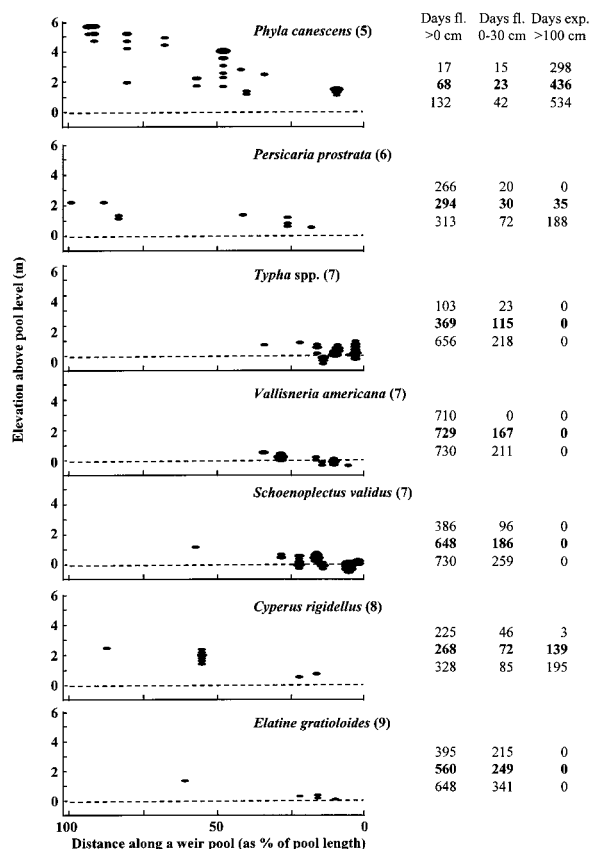 Days fl. Days fl. Days exp.
>0 cm 0-30 cm >100 cm
Phyla canescens (5)
6
4
2
0
17 15 298
68 23 436
132 42 534
Persicaria prostrata (6)
6
4
2
0
266 20 0
294 30 35
313 72 188
Typha spp. (7)
6
4
2
0
103 23 0
369 115 0
656 218 0
Vallisneria americana (7)
4
2
0
710 0 0
729 167 0
730 211 0
Schoenoplectus validus (7)
4
2
0
386 96 0
648 186 0
730 259 0
Cyperus rigidellus (8)
6
4
2
0
225 46 3
268 72 139
328 85 195
Elatine gratioloides (9)
6
4
2
0
395 215 0
560 249 0
648 341 0
100 50 0
Distance along a weir pool (as % of pool length)
Elevation above pool level (m)